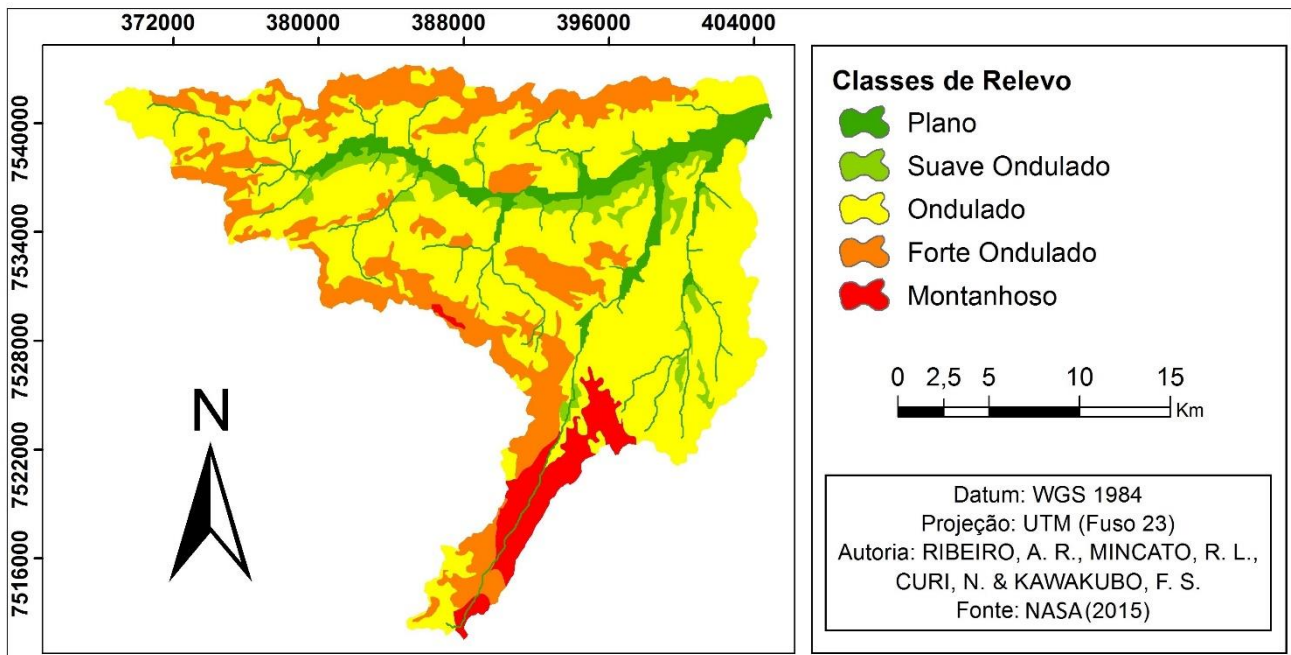 372000 380000 388000 396000 404000
7540000
7534000
7528000
7522000
7516000
N
Classes de Relevo
Plano
Suave Ondulado
Ondulado
Forte Ondulado
Montanhoso
0 2,5 5 10 15
Km
Datum: WGS 1984
Projeção: UTM (Fuso 23)
Autoria: RIBEIRO, A. R., MINCATO, R. L.,
CURI, N. & KAWAKUBO, F. S.
Fonte: NASA (2015)